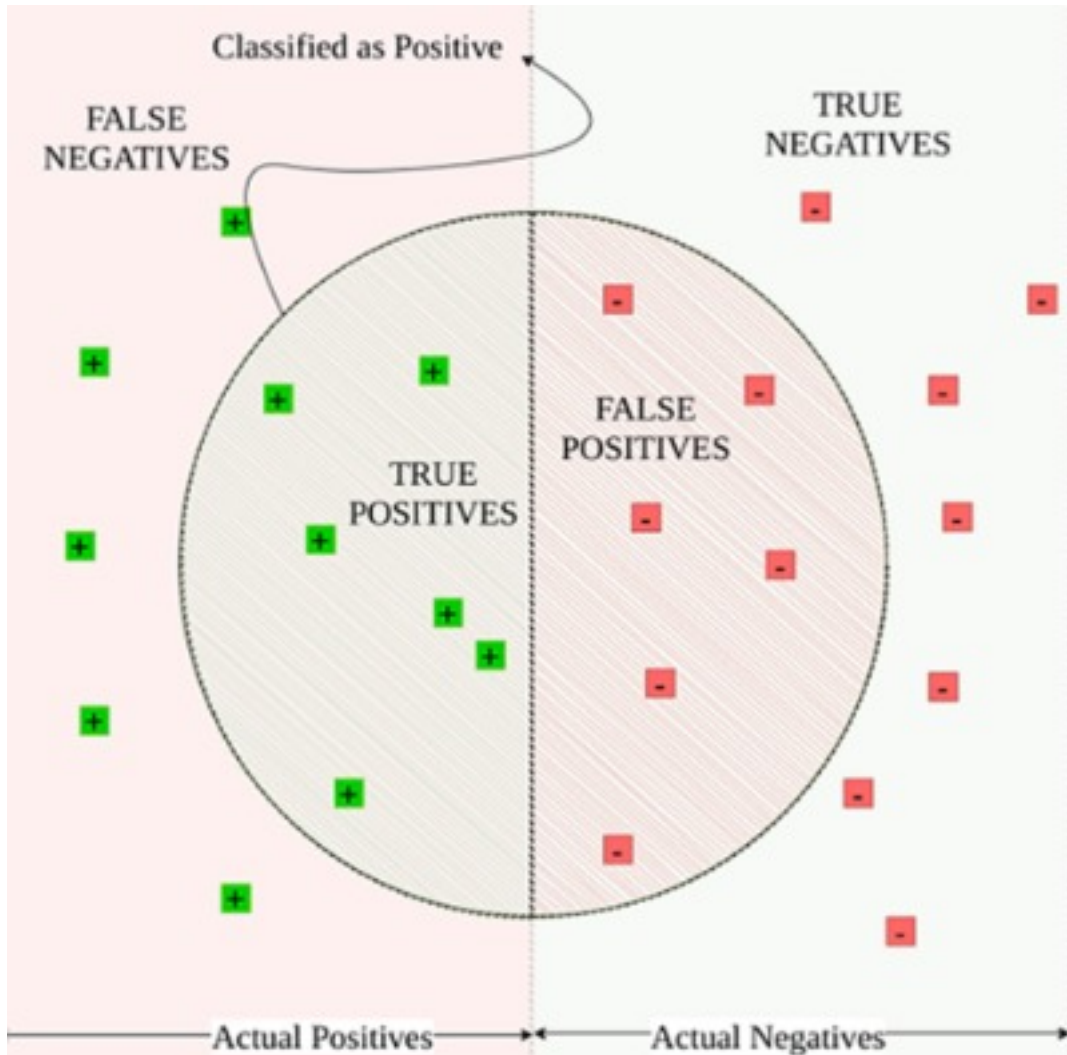 Classified as Positive
FALSE
NEGATIVES
TRUE
NEGATIVES
+
-
-
-
+
+
+
-
-
FALSE
POSITIVES
TRUE
POSITIVES
-
-
+
+
-
+
+
-
-
+
+
-
-
+
-
-
Actual Positives
Actual Negatives